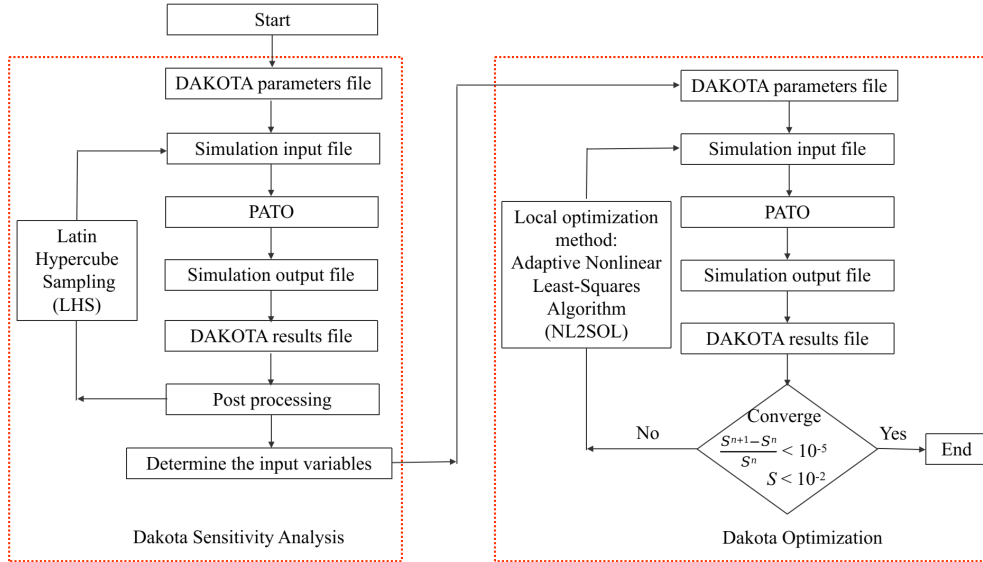 Start
DAKOTA parameters file
Simulation input file
PATO
Simulation output file
DAKOTA results file
Post processing
Determine the input variables
Latin
Hypercube
Sampling
(LHS)
Dakota Sensitivity Analysis
DAKOTA parameters file
Simulation input file
PATO
Simulation output file
DAKOTA results file
Local optimization
method:
Adaptive Nonlinear
Least-Squares
Algorithm
(NL2SOL)
Converge
(Sⁿ⁺¹−Sⁿ)/Sⁿ < 10⁻⁵
S < 10⁻²
No
Yes
End
Dakota Optimization